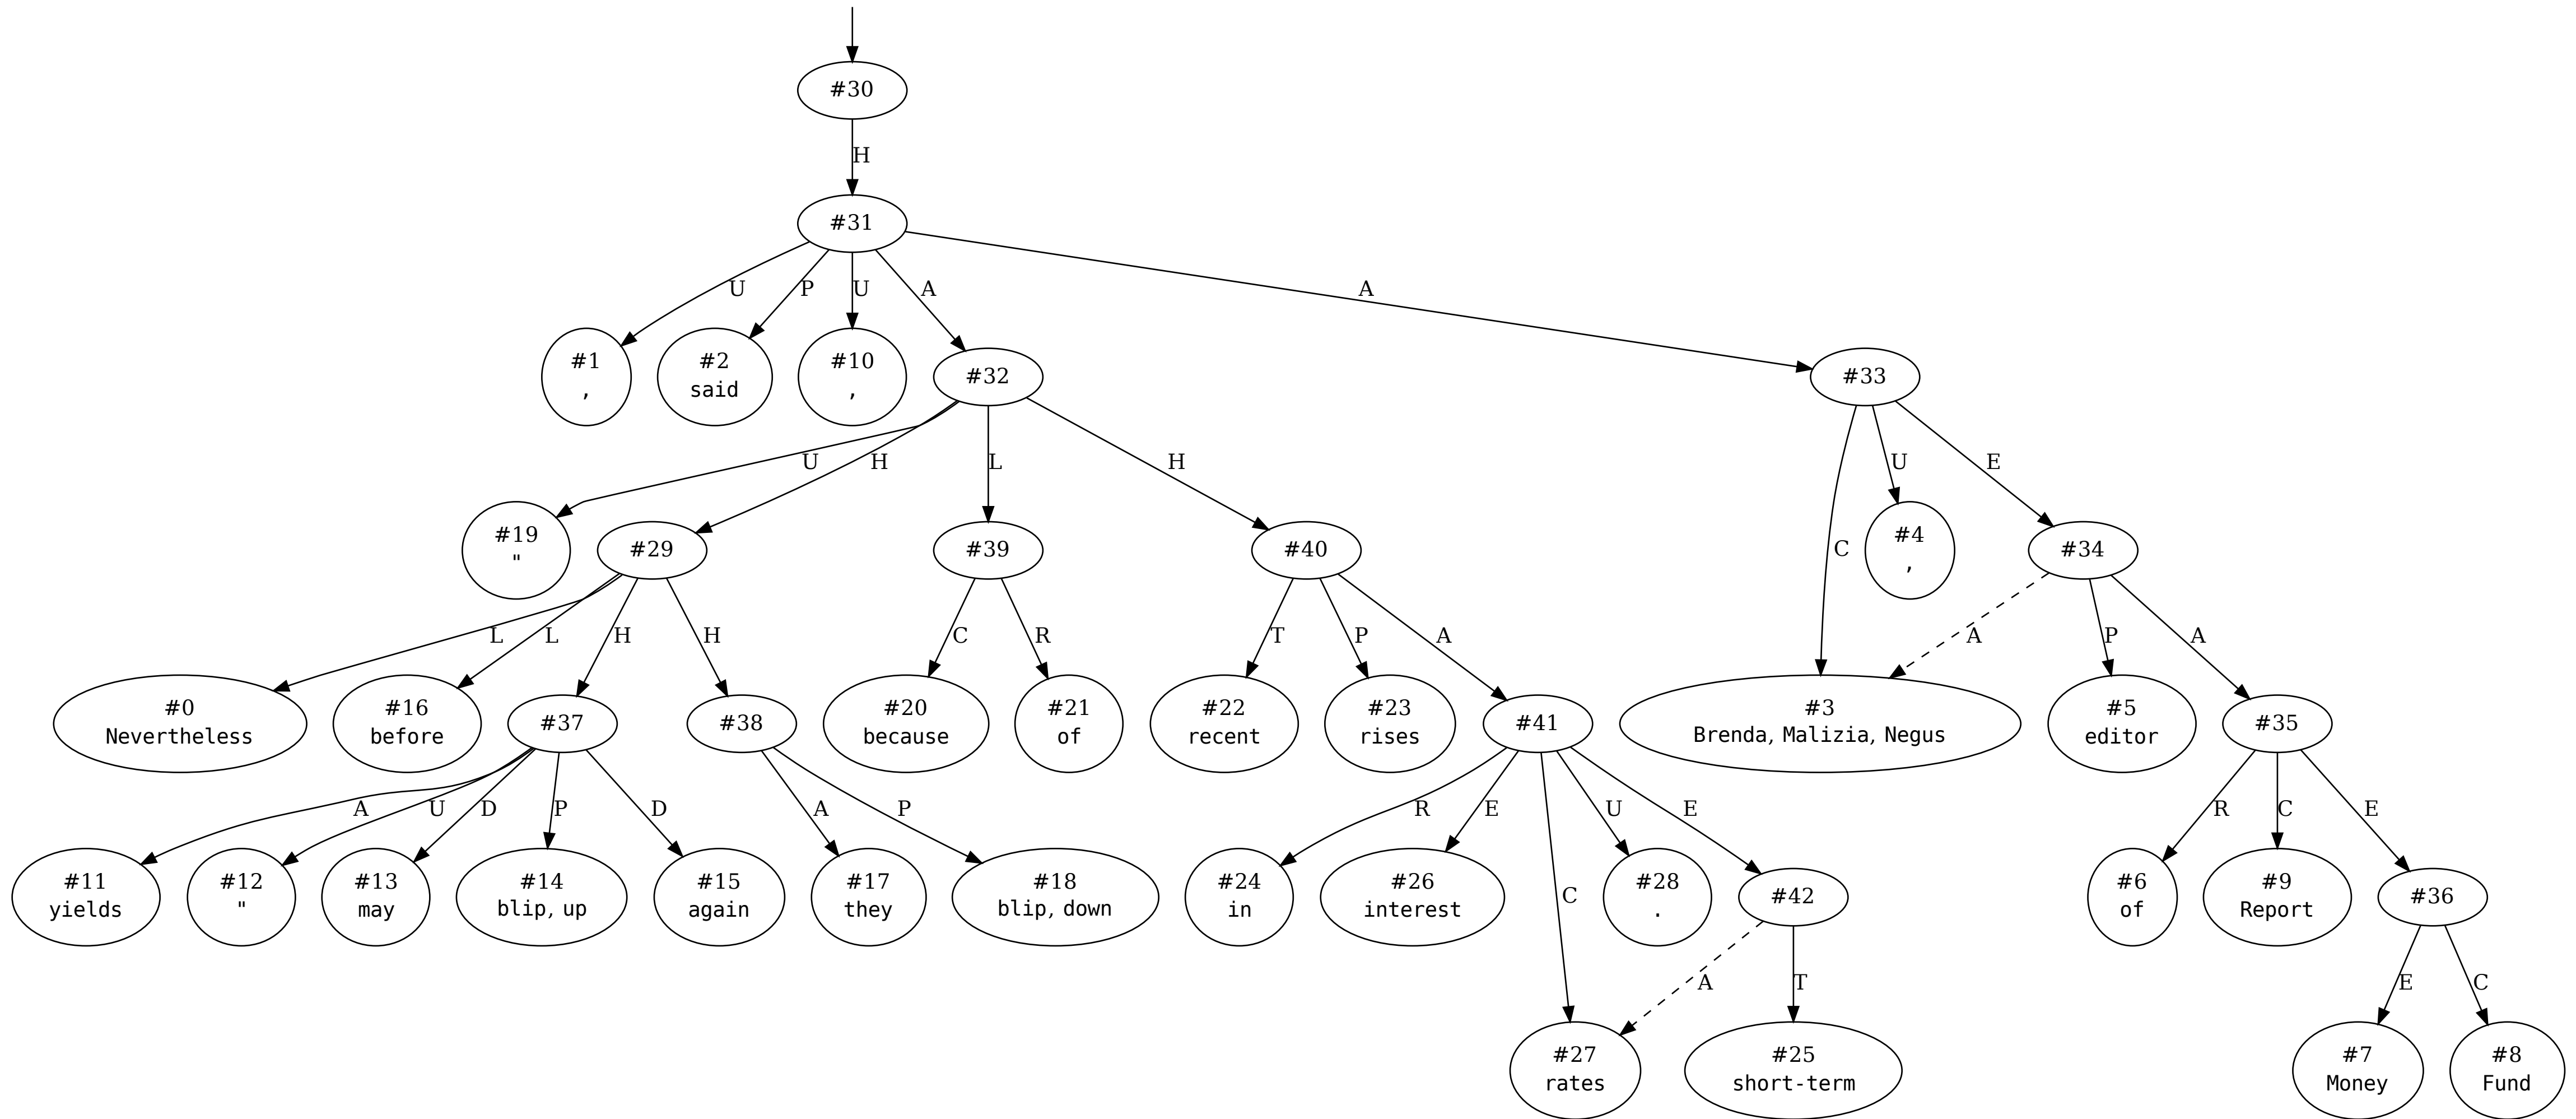 #30
H
#31
U
P
U
A
A
#1
,
#2
said
#10
,
#32
#33
U
H
L
H
C
U
E
#19
"
#29
#39
#40
#4
,
#34
L
L
H
H
C
R
T
P
A
A
P
A
#0
Nevertheless
#16
before
#37
#38
#20
because
#21
of
#22
recent
#23
rises
#41
#3
Brenda, Malizia, Negus
#5
editor
#35
A
U
D
P
D
A
P
R
E
C
U
E
R
C
E
#11
yields
#12
"
#13
may
#14
blip, up
#15
again
#17
they
#18
blip, down
#24
in
#26
interest
#28
.
#42
#6
of
#9
Report
#36
A
T
E
C
#27
rates
#25
short-term
#7
Money
#8
Fund